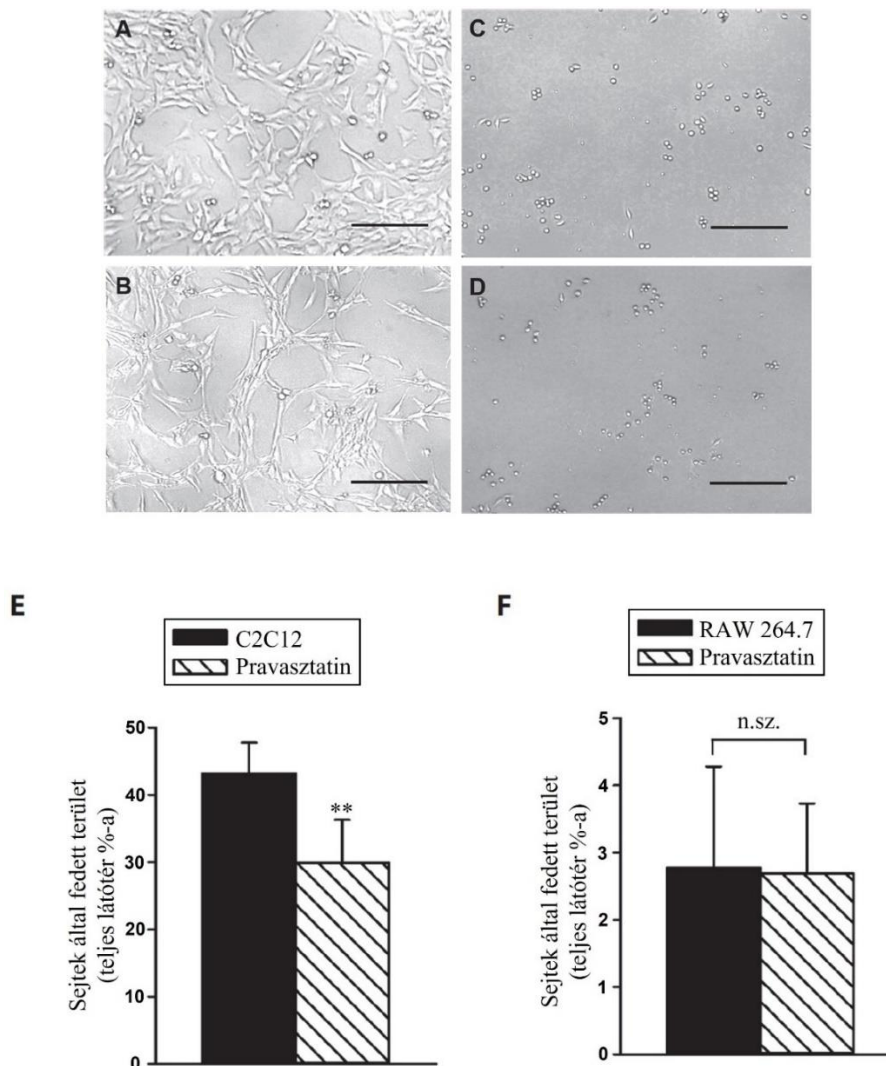 A
C
B
D
E
C2C12
Pravasztatin
Sejtek által fedett terület
(teljes látótér %-a)
50
40
30
20
10
0
**
F
RAW 264.7
Pravasztatin
Sejtek által fedett terület
(teljes látótér %-a)
5
4
3
2
1
0
n.sz.